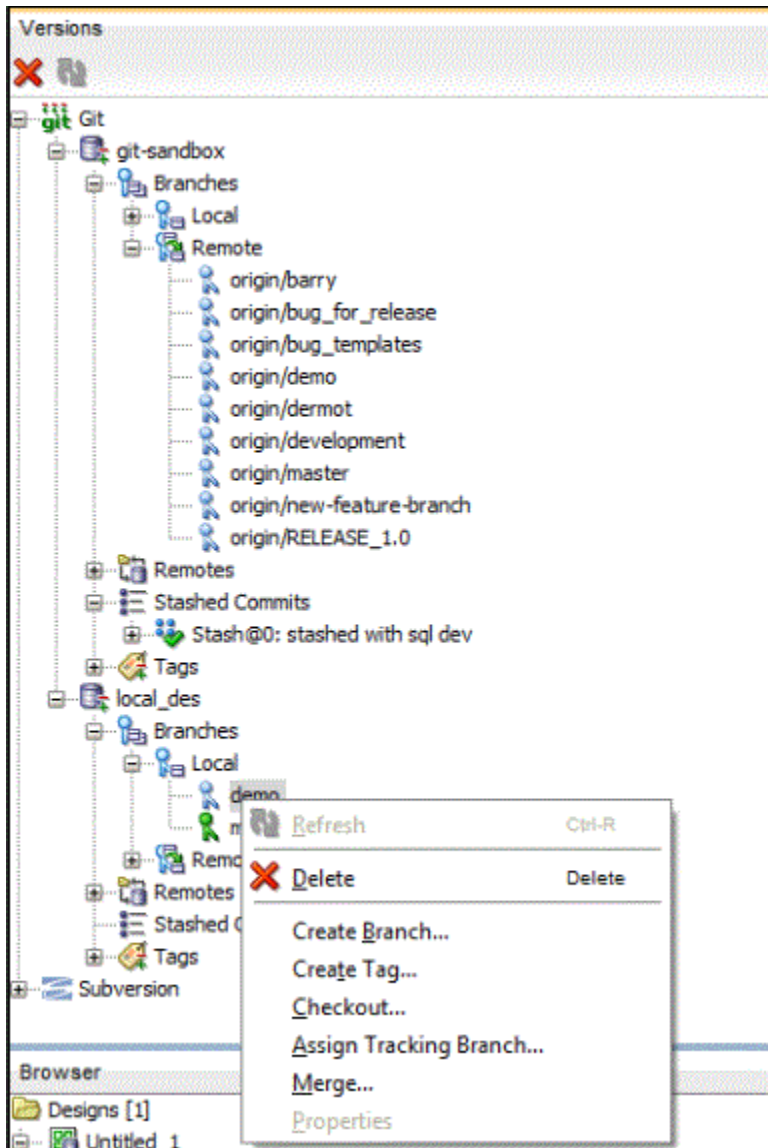 Versions
git Git
git-sandbox
Branches
Local
Remote
origin/barry
origin/bug_for_release
origin/bug_templates
origin/demo
origin/dermot
origin/development
origin/master
origin/new-feature-branch
origin/RELEASE_1.0
Remotes
Stashed Commits
Stash@0: stashed with sql dev
Tags
local_des
Branches
Local
demo
m
Remo
Remotes
Stashed C
Tags
Subversion
Refresh Ctrl-R
Delete Delete
Create Branch...
Create Tag...
Checkout...
Assign Tracking Branch...
Merge...
Properties
Browser
Designs [1]
Untitled_1